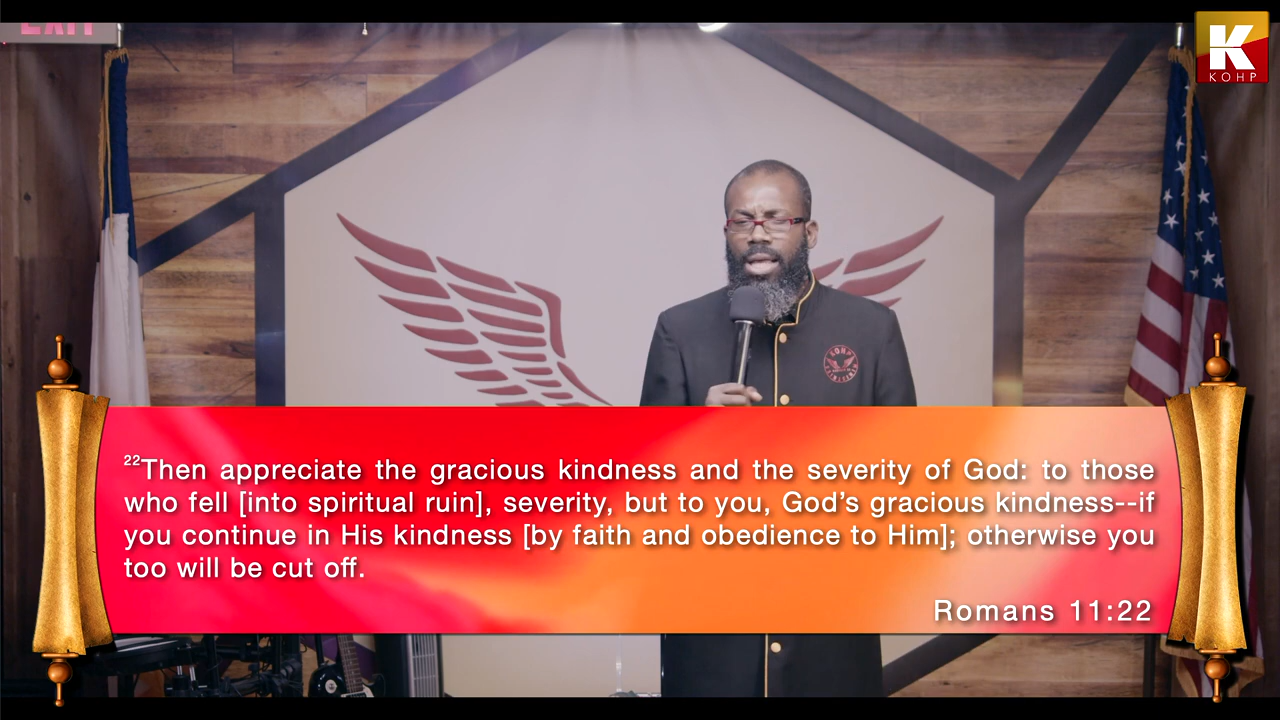 EXIT
K
KOHP
KOHP
²²Then appreciate the gracious kindness and the severity of God: to those
who fell [into spiritual ruin], severity, but to you, God’s gracious kindness--if
you continue in His kindness [by faith and obedience to Him]; otherwise you
too will be cut off.
Romans 11:22